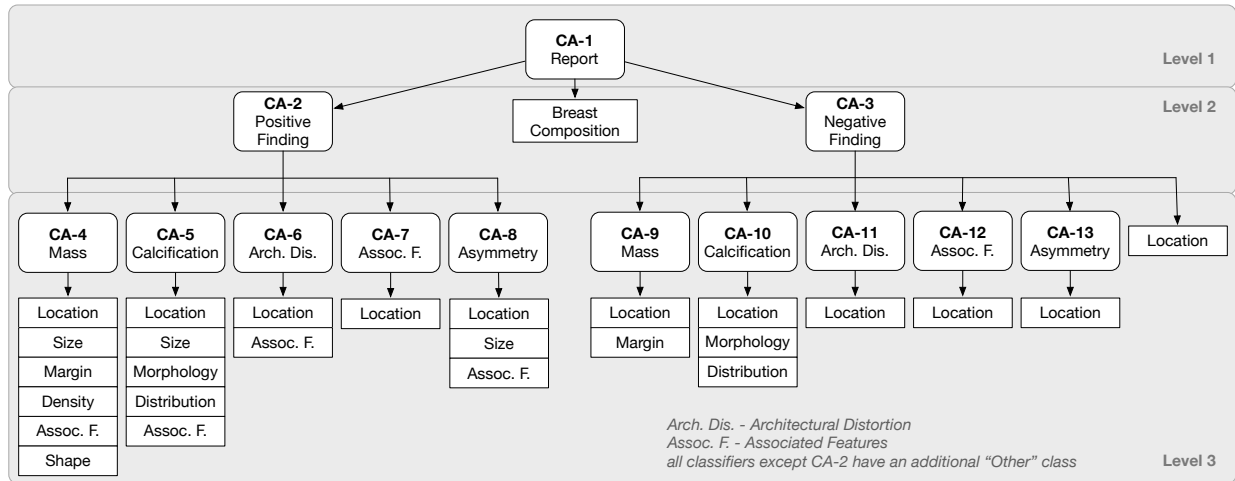 CA-1
Report
Level 1
CA-2
Positive
Finding
Breast
Composition
CA-3
Negative
Finding
Level 2
CA-4
Mass
CA-5
Calcification
CA-6
Arch. Dis.
CA-7
Assoc. F.
CA-8
Asymmetry
CA-9
Mass
CA-10
Calcification
CA-11
Arch. Dis.
CA-12
Assoc. F.
CA-13
Asymmetry
Location
Location
Size
Margin
Density
Assoc. F.
Shape
Location
Size
Morphology
Distribution
Assoc. F.
Location
Assoc. F.
Location
Location
Size
Assoc. F.
Location
Margin
Location
Morphology
Distribution
Location
Location
Location
Arch. Dis. - Architectural Distortion
Assoc. F. - Associated Features
all classifiers except CA-2 have an additional “Other” class
Level 3